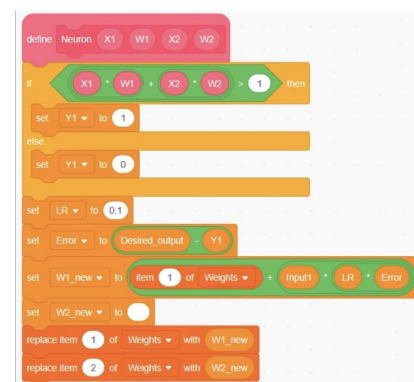 define Neuron X1 W1 X2 W2
if X1 * W1 + X2 * W2 > 1 then
set Y1 to 1
else
set Y1 to 0
set LR to 0.1
set Error to Desired_output - Y1
set W1_new to item 1 of Weights + Input1 * LR * Error
set W2_new to
replace item 1 of Weights with W1_new
replace item 2 of Weights with W2_new